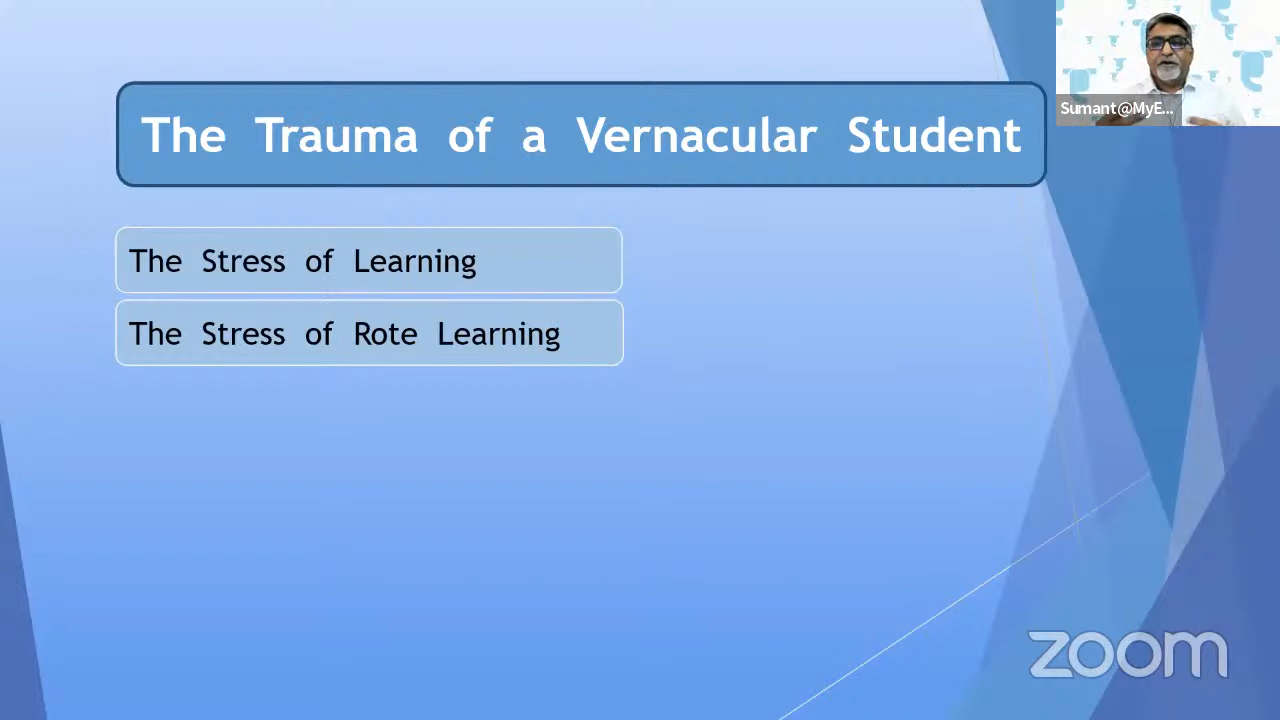 The Trauma of a Vernacular Student
Sumant@MyE...
The Stress of Learning
The Stress of Rote Learning
zoom